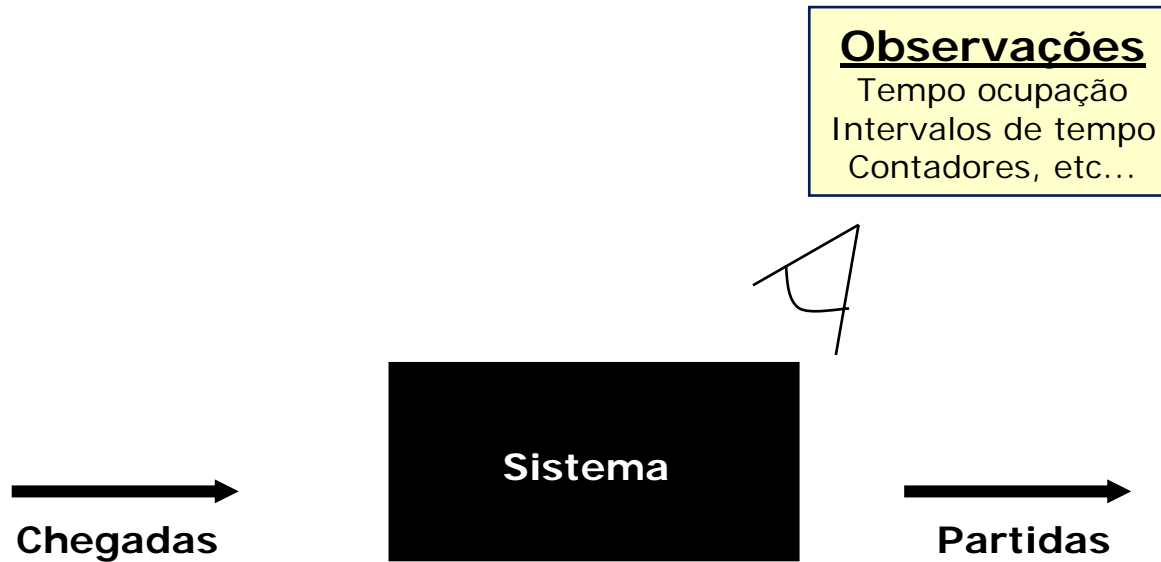 Observações
Tempo ocupação
Intervalos de tempo
Contadores, etc...
Sistema
Chegadas
Partidas